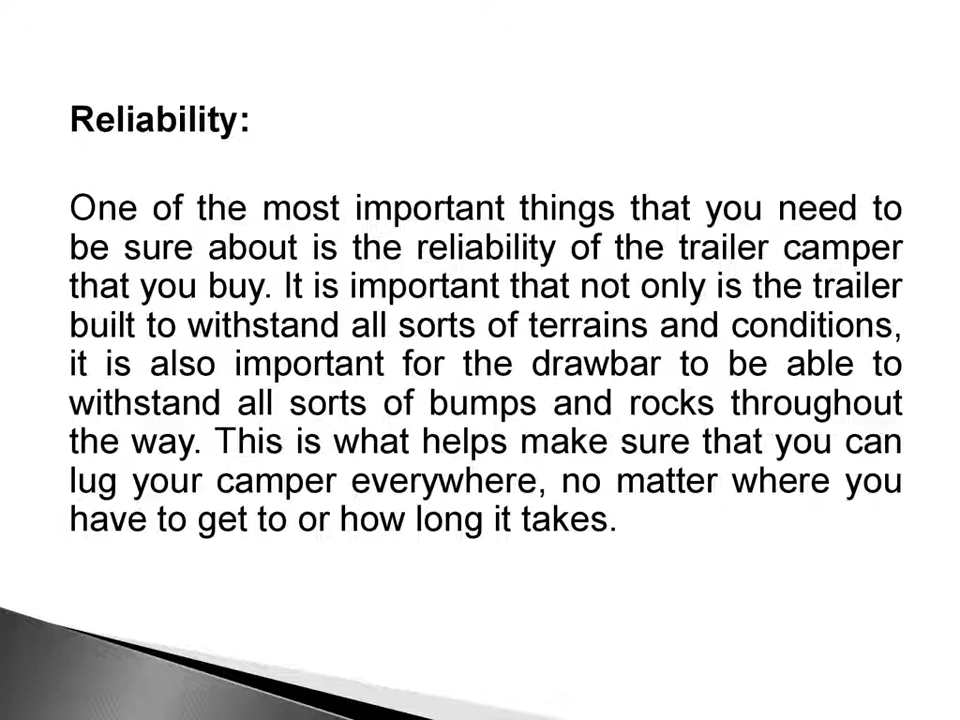 Reliability:
One of the most important things that you need to
be sure about is the reliability of the trailer camper
that you buy. It is important that not only is the trailer
built to withstand all sorts of terrains and conditions,
it is also important for the drawbar to be able to
withstand all sorts of bumps and rocks throughout
the way. This is what helps make sure that you can
lug your camper everywhere, no matter where you
have to get to or how long it takes.